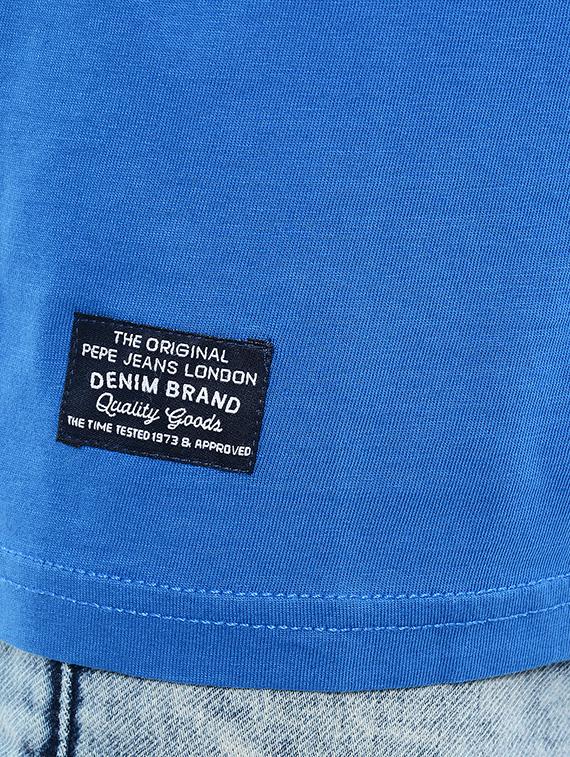 THE ORIGINAL
PEPE JEANS LONDON
DENIM BRAND
Quality Goods
THE TIME TESTED 1973 & APPROVED